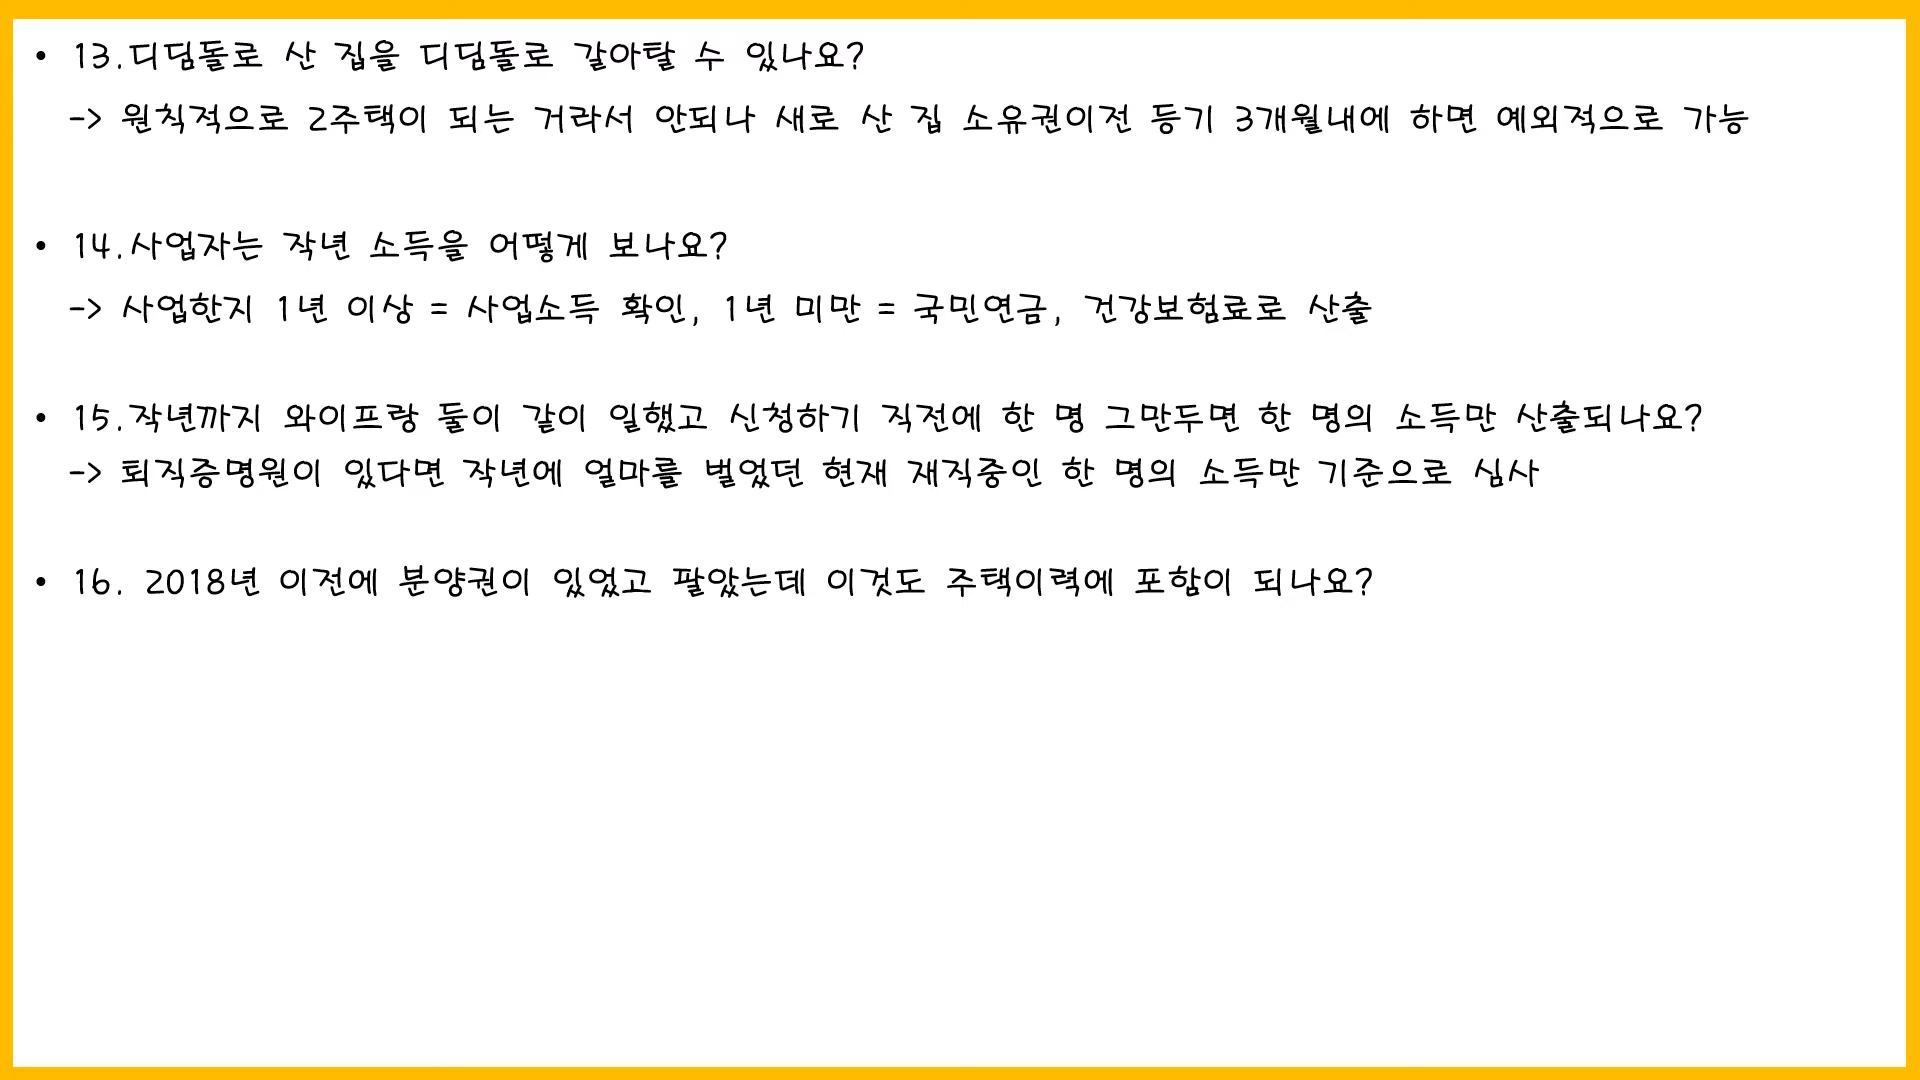 • 13.디딤돌로 산 집을 디딤돌로 갈아탈 수 있나요?
-> 원칙적으로 2주택이 되는 거라서 안되나 새로 산 집 소유권이전 등기 3개월내에 하면 예외적으로 가능
• 14.사업자는 작년 소득을 어떻게 보나요?
-> 사업한지 1년 이상 = 사업소득 확인, 1년 미만 = 국민연금, 건강보험료로 산출
• 15.작년까지 와이프랑 둘이 같이 일했고 신청하기 직전에 한 명 그만두면 한 명의 소득만 산출되나요?
-> 퇴직증명원이 있다면 작년에 얼마를 벌었던 현재 재직중인 한 명의 소득만 기준으로 심사
• 16. 2018년 이전에 분양권이 있었고 팔았는데 이것도 주택이력에 포함이 되나요?